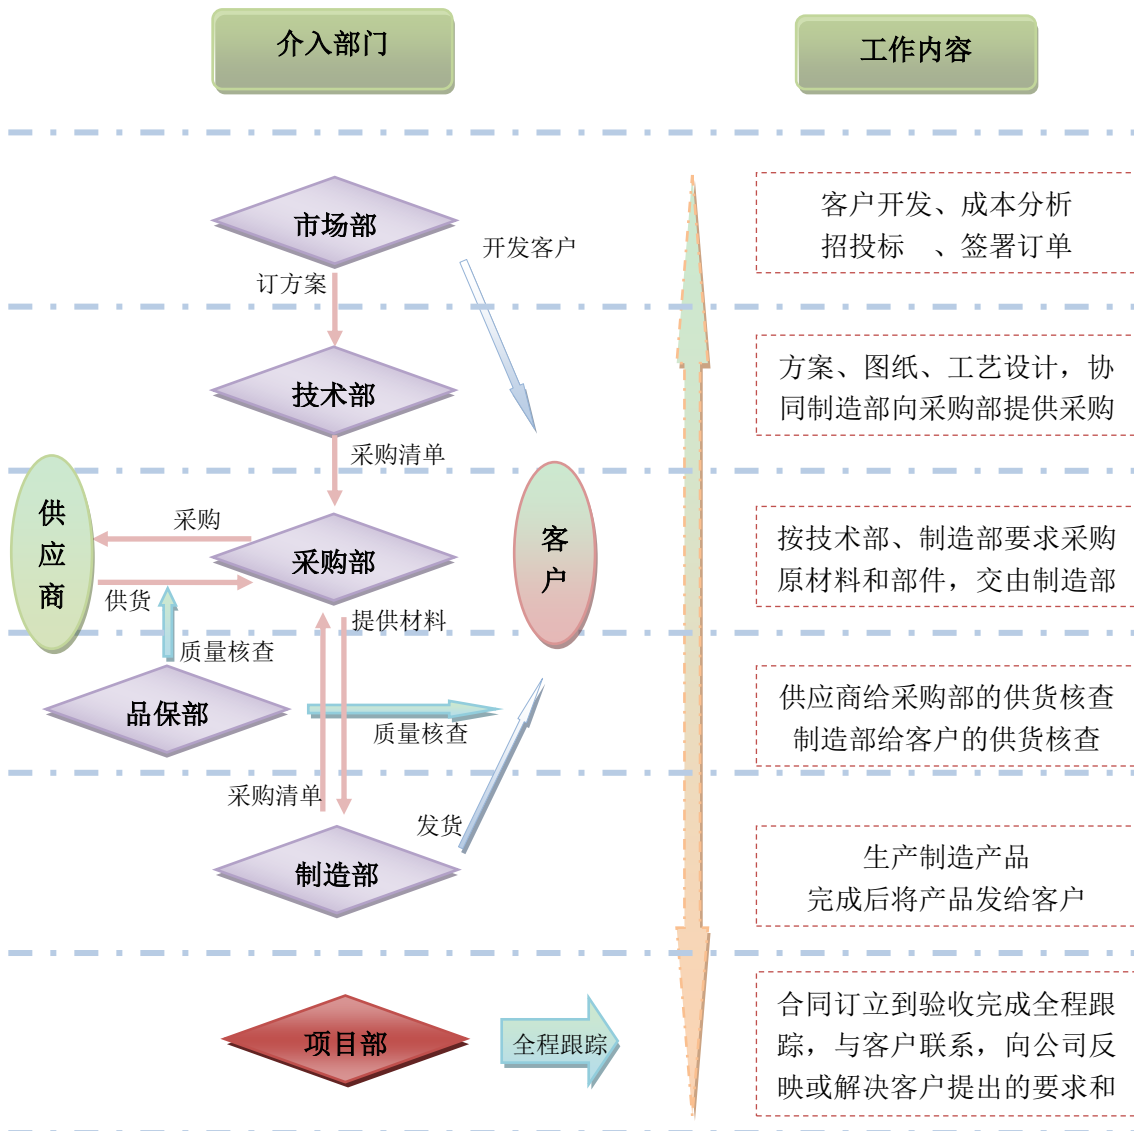 介入部门
工作内容
市场部
开发客户
订方案
客户开发、成本分析
招投标 、签署订单
技术部
采购清单
方案、图纸、工艺设计，协
同制造部向采购部提供采购
供
应
商
采购
供货
采购部
提供材料
客
户
按技术部、制造部要求采购
原材料和部件，交由制造部
质量核查
品保部
质量核查
供应商给采购部的供货核查
制造部给客户的供货核查
采购清单
发货
制造部
生产制造产品
完成后将产品发给客户
项目部
全程跟踪
合同订立到验收完成全程跟
踪，与客户联系，向公司反
映或解决客户提出的要求和